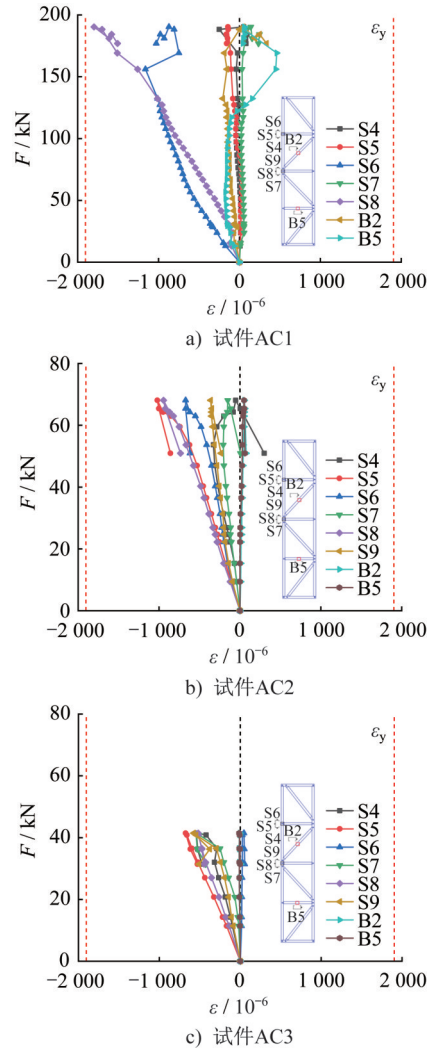 200
150
100
50
0
F / kN
εy
S6
S5
B2
S4
S9
S8
S7
B5
S4
S5
S6
S7
S8
B2
B5
−2 000 −1 000 0 1 000 2 000
ε / 10⁻⁶
a) 试件AC1
80
60
40
20
0
F / kN
εy
S6
S5
B2
S4
S9
S8
S7
B5
S4
S5
S6
S7
S8
S9
B2
B5
−2 000 −1 000 0 1 000 2 000
ε / 10⁻⁶
b) 试件AC2
80
60
40
20
0
F / kN
εy
S6
S5
B2
S4
S9
S8
S7
B5
S4
S5
S6
S7
S8
S9
B2
B5
−2 000 −1 000 0 1 000 2 000
ε / 10⁻⁶
c) 试件AC3